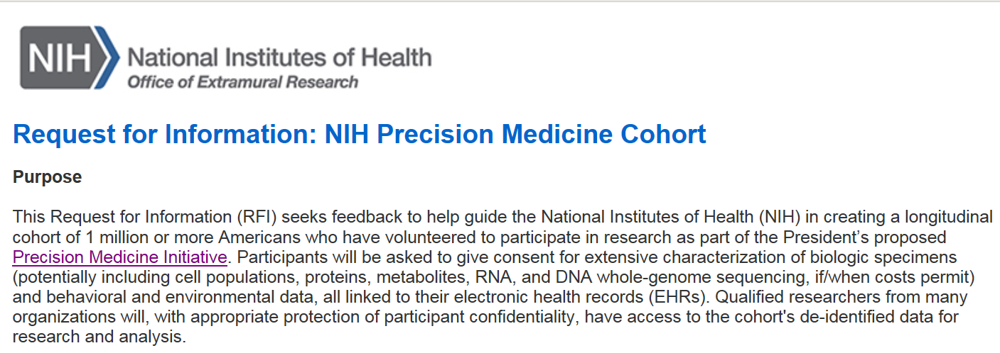 NIH
National Institutes of Health
Office of Extramural Research
Request for Information: NIH Precision Medicine Cohort
Purpose
This Request for Information (RFI) seeks feedback to help guide the National Institutes of Health (NIH) in creating a longitudinal
cohort of 1 million or more Americans who have volunteered to participate in research as part of the President’s proposed
Precision Medicine Initiative. Participants will be asked to give consent for extensive characterization of biologic specimens
(potentially including cell populations, proteins, metabolites, RNA, and DNA whole-genome sequencing, if/when costs permit)
and behavioral and environmental data, all linked to their electronic health records (EHRs). Qualified researchers from many
organizations will, with appropriate protection of participant confidentiality, have access to the cohort's de-identified data for
research and analysis.